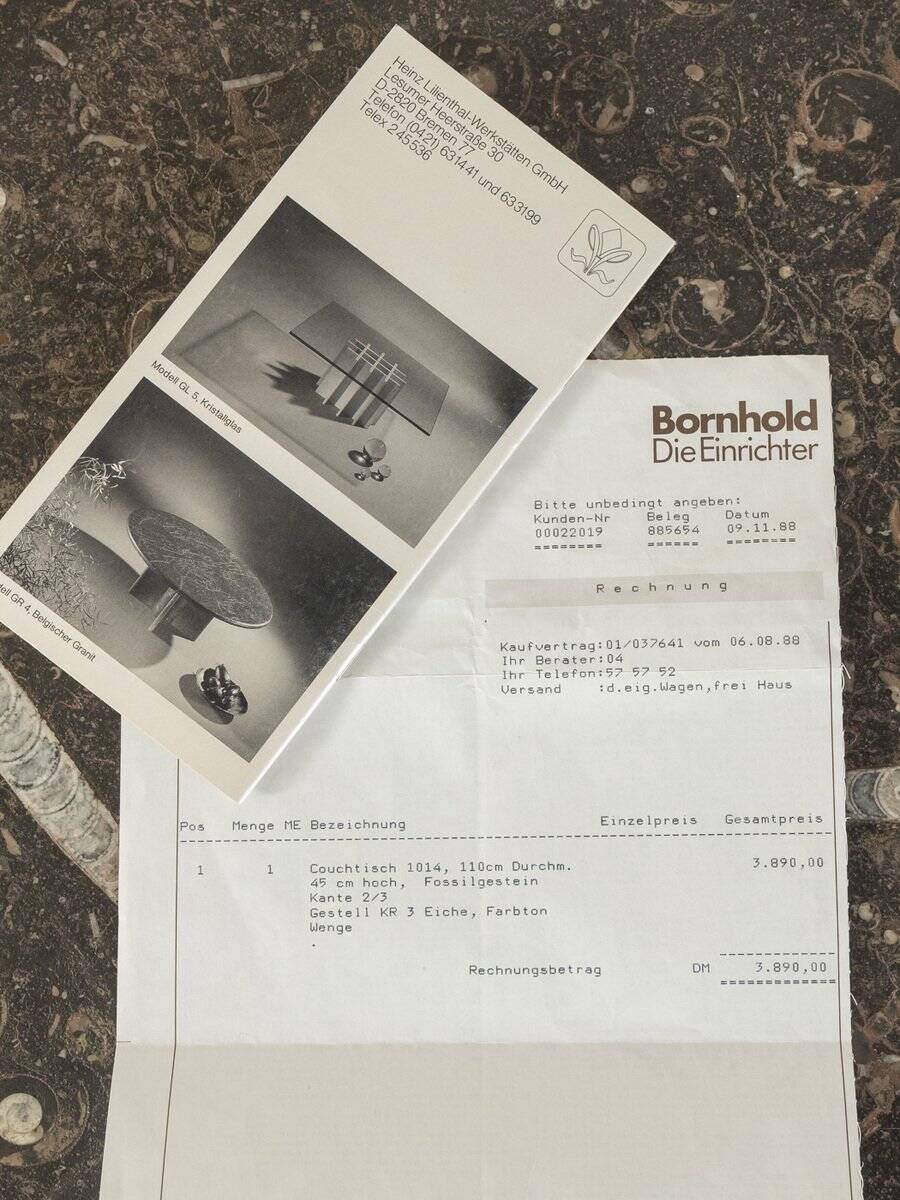 Heinz Lilienthal-Werkstätten GmbH
Lesumer Heerstraße 30
D-2820 Bremen 77
Telefon (0421) 631441 und 633199
Telex 245536
Modell GL 5, Kristallglas
GR 4, Belgischer Granit
Bornhold
Die Einrichter
Bitte unbedingt angeben:
Kunden-Nr Beleg Datum
00022019 885654 09.11.88
======== ====== ========
Rechnung
Kaufvertrag:01/037641 vom 06.08.88
Ihr Berater:04
Ihr Telefon:57 57 52
Versand :d.eig.Wagen,frei Haus
Pos Menge ME Bezeichnung Einzelpreis Gesamtpreis
1 1 Couchtisch 1014, 110cm Durchm. 3.890,00
45 cm hoch, Fossilgestein
Kante 2/3
Gestell KR 3 Eiche, Farbton
Wenge
.
Rechnungsbetrag DM 3.890,00